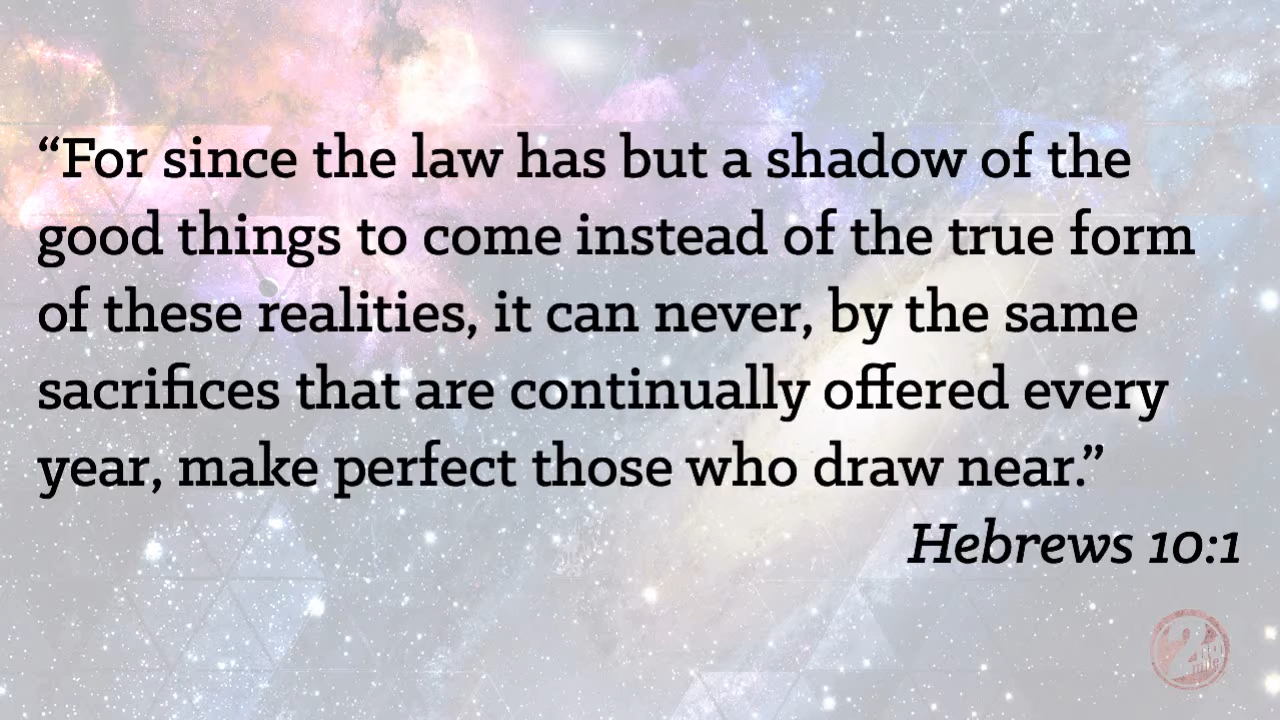 “For since the law has but a shadow of the
good things to come instead of the true form
of these realities, it can never, by the same
sacrifices that are continually offered every
year, make perfect those who draw near.”
Hebrews 10:1
2